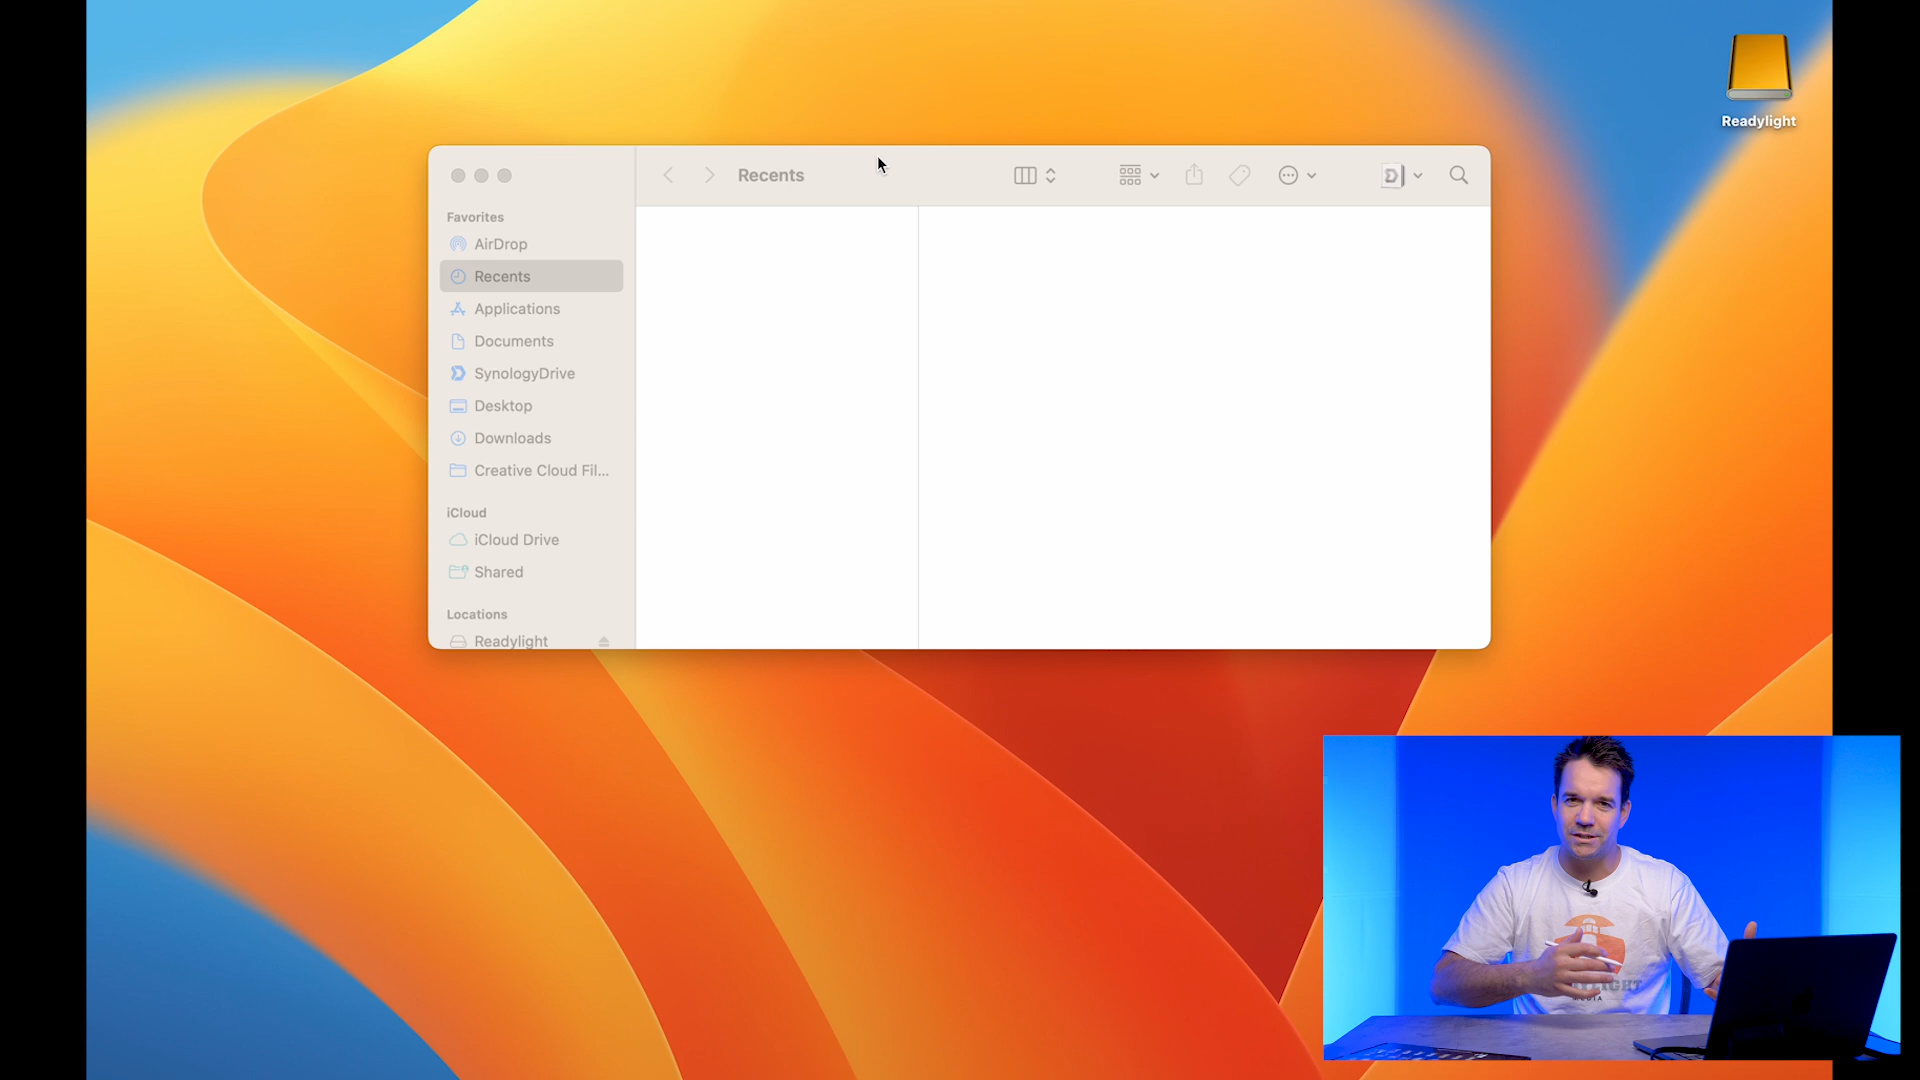 Readylight
Recents
Favorites
AirDrop
Recents
Applications
Documents
SynologyDrive
Desktop
Downloads
Creative Cloud Fil...
iCloud
iCloud Drive
Shared
Locations
Readylight